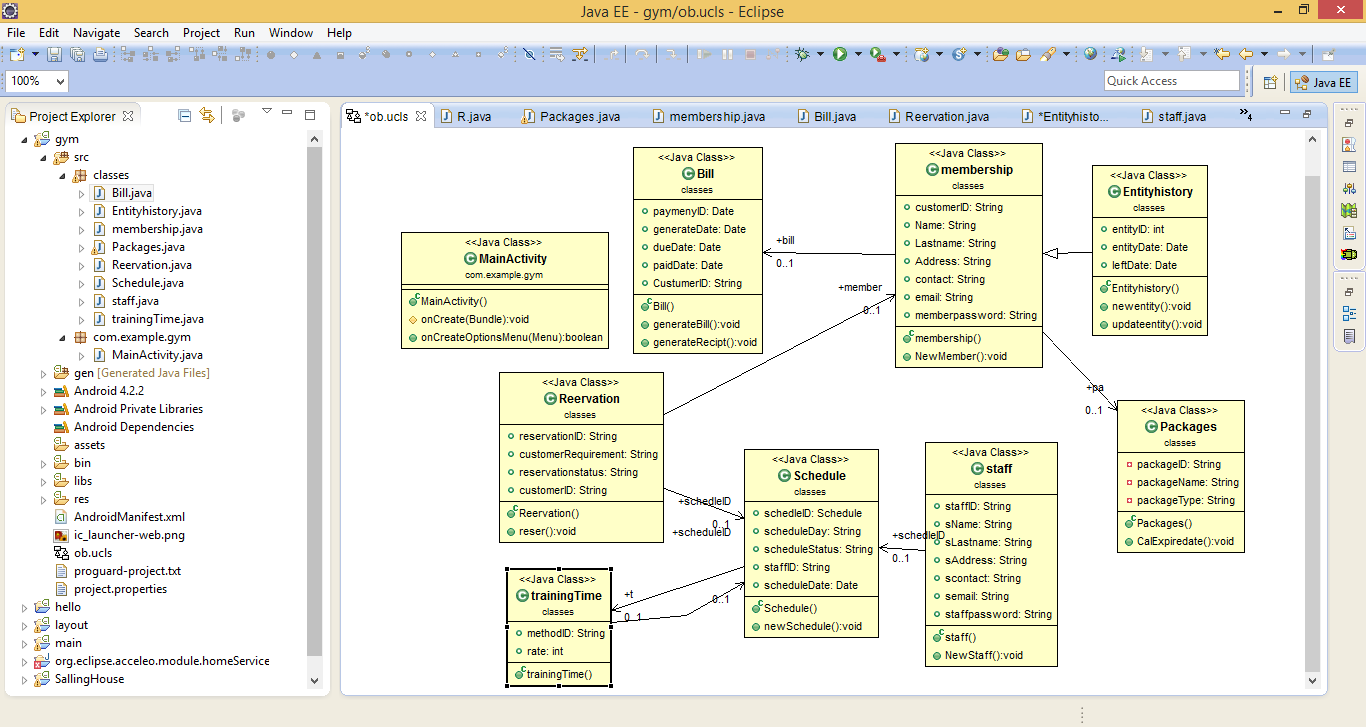 Java EE - gym/ob.ucls - Eclipse
File Edit Navigate Search Project Run Window Help
100%
Quick Access
Java EE
Project Explorer
gym
src
classes
Bill.java
Entityhistory.java
membership.java
Packages.java
Reervation.java
Schedule.java
staff.java
trainingTime.java
com.example.gym
MainActivity.java
gen [Generated Java Files]
Android 4.2.2
Android Private Libraries
Android Dependencies
assets
bin
libs
res
AndroidManifest.xml
ic_launcher-web.png
ob.ucls
proguard-project.txt
project.properties
hello
layout
main
org.eclipse.acceleo.module.homeService
SallingHouse
*ob.ucls
R.java
Packages.java
membership.java
Bill.java
Reervation.java
*Entityhisto...
staff.java
»4
<<Java Class>>
MainActivity
com.example.gym
MainActivity()
onCreate(Bundle):void
onCreateOptionsMenu(Menu):boolean
<<Java Class>>
Bill
classes
paymenyID: Date
generateDate: Date
dueDate: Date
paidDate: Date
CustumerID: String
Bill()
generateBill():void
generateRecipt():void
+bill
0..1
<<Java Class>>
membership
classes
customerID: String
Name: String
Lastname: String
Address: String
contact: String
email: String
memberpassword: String
membership()
NewMember():void
+member
0..1
<<Java Class>>
Entityhistory
classes
entityID: int
entityDate: Date
leftDate: Date
Entityhistory()
newentity():void
updateentity():void
+pa
0..1
<<Java Class>>
Packages
classes
packageID: String
packageName: String
packageType: String
Packages()
CalExpiredate():void
<<Java Class>>
Reervation
classes
reservationID: String
customerRequirement: String
reservationstatus: String
customerID: String
Reervation()
reser():void
+schedleID
0..1
+scheduleID
<<Java Class>>
Schedule
classes
schedleID: Schedule
scheduleDay: String
scheduleStatus: String
staffID: String
scheduleDate: Date
Schedule()
newSchedule():void
+schedleID
0..1
<<Java Class>>
staff
classes
staffID: String
sName: String
sLastname: String
sAddress: String
scontact: String
semail: String
staffpassword: String
staff()
NewStaff():void
<<Java Class>>
trainingTime
classes
methodID: String
rate: int
trainingTime()
+t
0..1
0..1